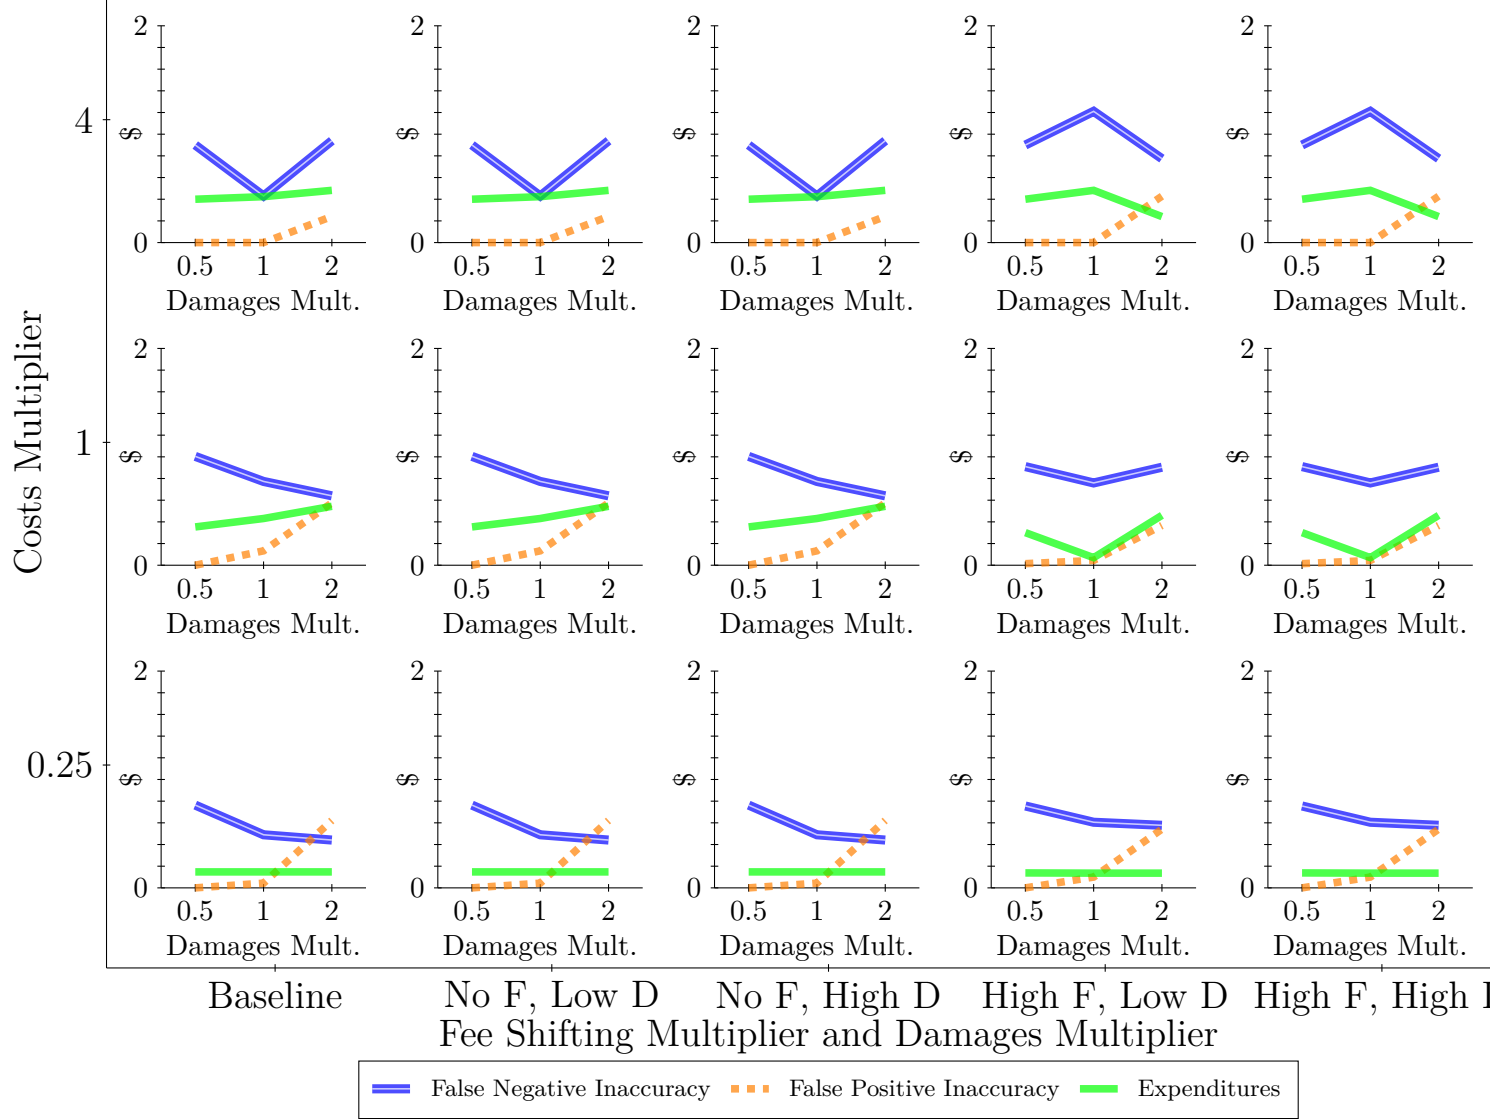 2 2 2 2 2
4 $ $ $ $ $
0 0 0 0 0
0.5 1 2 0.5 1 2 0.5 1 2 0.5 1 2 0.5 1 2
Damages Mult. Damages Mult. Damages Mult. Damages Mult. Damages Mult.
Costs Multiplier
2 2 2 2 2
1 $ $ $ $ $
0 0 0 0 0
0.5 1 2 0.5 1 2 0.5 1 2 0.5 1 2 0.5 1 2
Damages Mult. Damages Mult. Damages Mult. Damages Mult. Damages Mult.
2 2 2 2 2
0.25 $ $ $ $ $
0 0 0 0 0
0.5 1 2 0.5 1 2 0.5 1 2 0.5 1 2 0.5 1 2
Damages Mult. Damages Mult. Damages Mult. Damages Mult. Damages Mult.
Baseline No F, Low D No F, High D High F, Low D High F, High
Fee Shifting Multiplier and Damages Multiplier
False Negative Inaccuracy False Positive Inaccuracy Expenditures